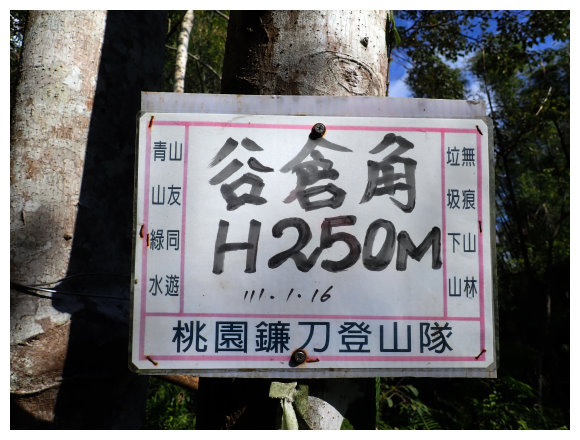 無痕山林
垃圾下山
谷倉角
H250M
111.1.16
山友同遊
青山綠水
桃園鐮刀登山隊